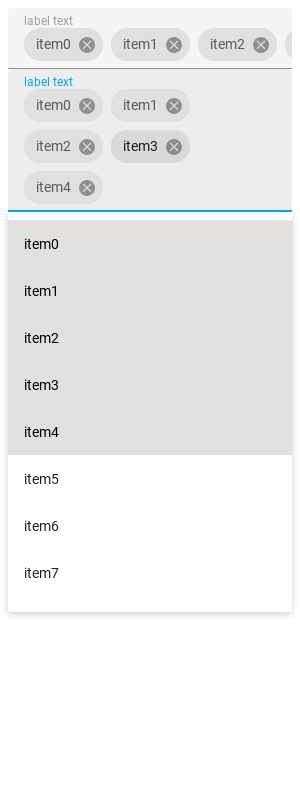 label text
item0 item1 item2
label text
item0 item1
item2 item3
item4
item0
item1
item2
item3
item4
item5
item6
item7